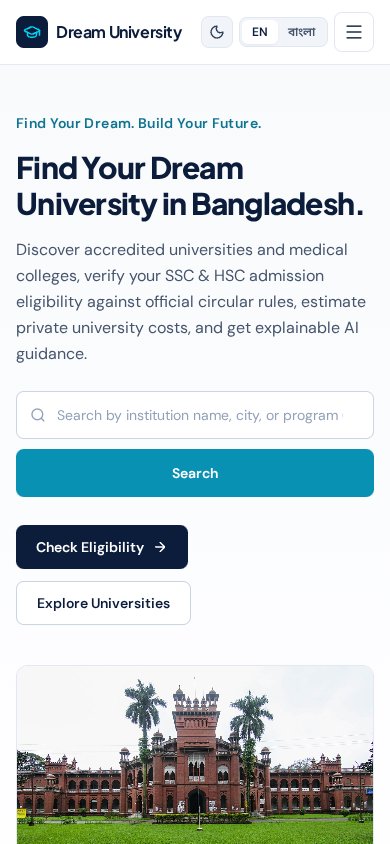 Dream University
EN
বাংলা
Find Your Dream. Build Your Future.
Find Your Dream
University in Bangladesh.
Discover accredited universities and medical
colleges, verify your SSC & HSC admission
eligibility against official circular rules, estimate
private university costs, and get explainable AI
guidance.
Search by institution name, city, or program
Search
Check Eligibility
Explore Universities